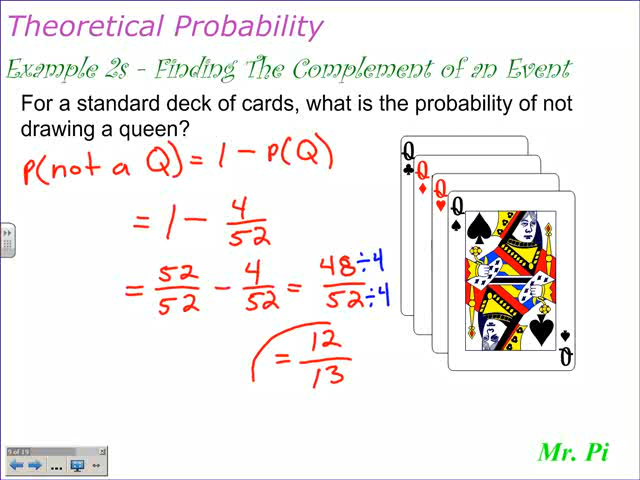 Theoretical Probability
Example 2s - Finding The Complement of an Event
For a standard deck of cards, what is the probability of not
drawing a queen?
p(not a Q) = 1 - p(Q)
= 1 - 4/52
= 52/52 - 4/52 = 48÷4/52÷4
= 12/13
Q
Q
Q
Q
Q
9 of 19
Mr. Pi